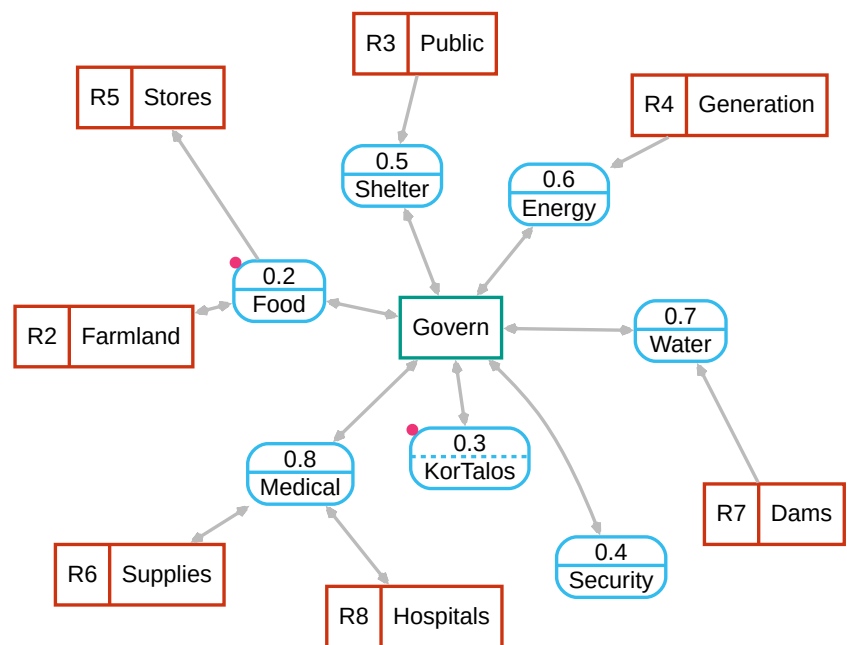 R3 Public
R5 Stores
R4 Generation
0.5
Shelter
0.6
Energy
0.2
Food
R2 Farmland
Govern
0.7
Water
0.8
Medical
0.3
KorTalos
R7 Dams
0.4
Security
R6 Supplies
R8 Hospitals